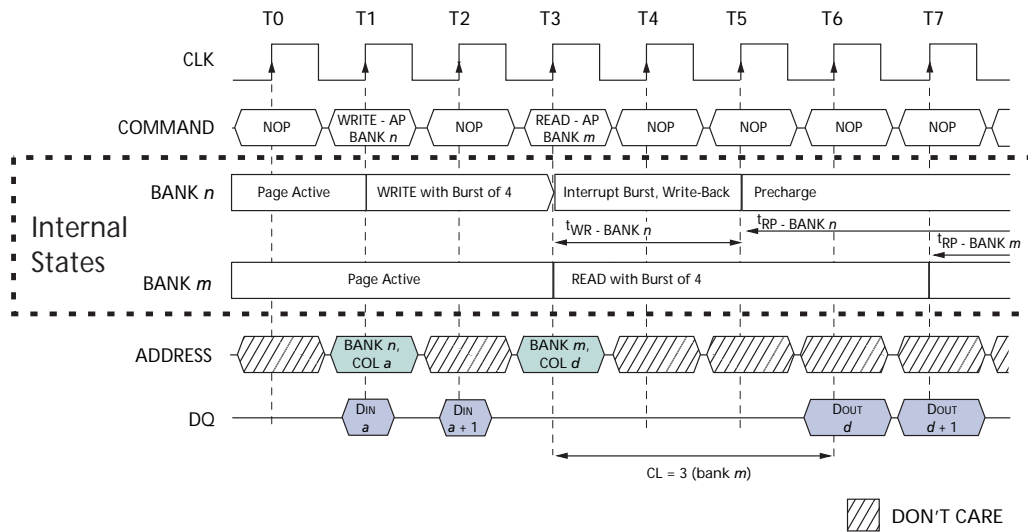 T0 T1 T2 T3 T4 T5 T6 T7
CLK
COMMAND NOP WRITE - AP BANK n NOP READ - AP BANK m NOP NOP NOP NOP
BANK n Page Active WRITE with Burst of 4 Interrupt Burst, Write-Back Precharge
Internal
States
tWR - BANK n tRP - BANK n
tRP - BANK m
BANK m Page Active READ with Burst of 4
ADDRESS BANK n, COL a BANK m, COL d
DQ DIN a DIN a + 1 DOUT d DOUT d + 1
CL = 3 (bank m)
DON'T CARE